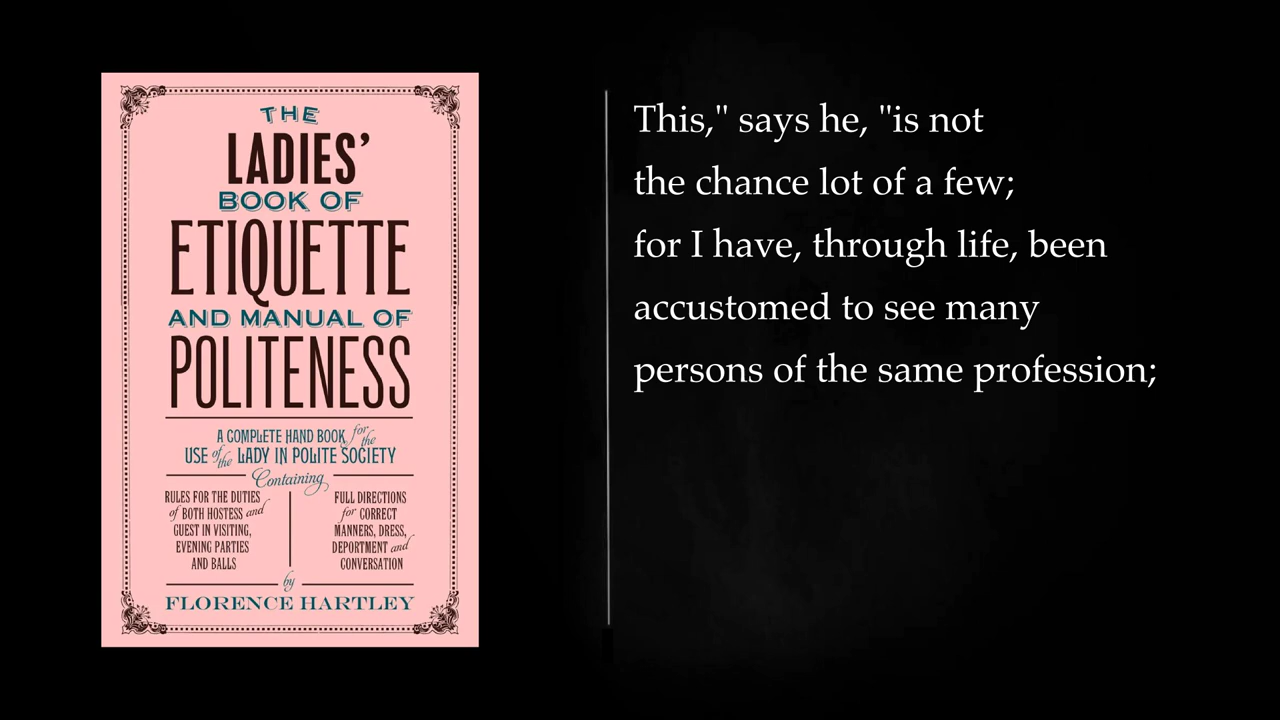 THE
LADIES'
BOOK OF
ETIQUETTE
AND MANUAL OF
POLITENESS
A COMPLETE HAND BOOK for the
USE of the LADY IN POLITE SOCIETY
Containing
RULES FOR THE DUTIES
of BOTH HOSTESS and
GUEST IN VISITING,
EVENING PARTIES
AND BALLS
FULL DIRECTIONS
for CORRECT
MANNERS, DRESS,
DEPORTMENT and
CONVERSATION
by
FLORENCE HARTLEY
This," says he, "is not
the chance lot of a few;
for I have, through life, been
accustomed to see many
persons of the same profession;